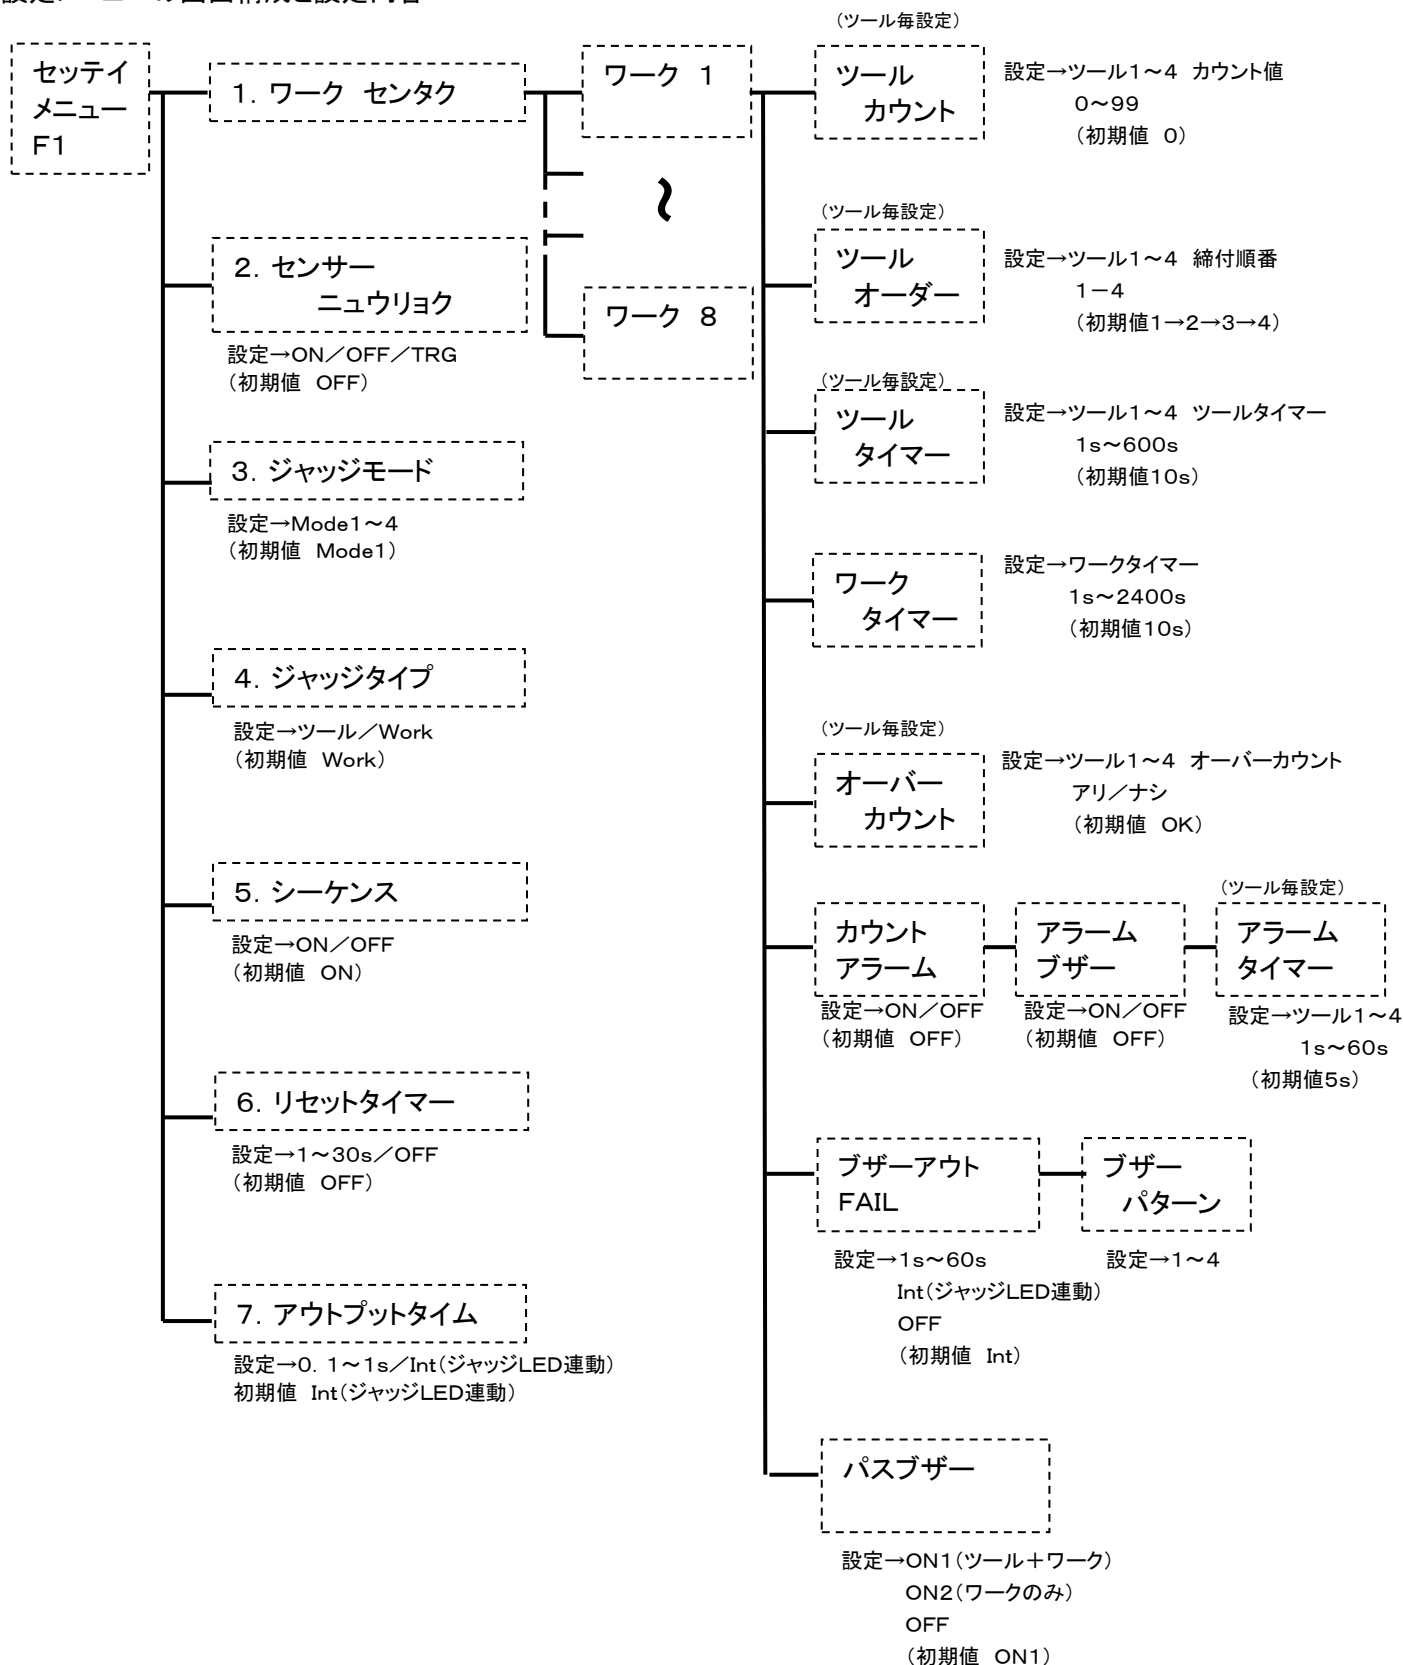 セッテイ
メニュー
F1
1．ワーク　センタク
2．センサー
ニュウリョク
設定→ON／OFF／TRG
（初期値　OFF）
3．ジャッジモード
設定→Mode1～4
（初期値　Mode1）
4．ジャッジタイプ
設定→ツール／Work
（初期値　Work）
5．シーケンス
設定→ON／OFF
（初期値　ON）
6．リセットタイマー
設定→1～30s／OFF
（初期値　OFF）
7．アウトプットタイム
設定→0．1～1s／Int（ジャッジLED連動）
初期値　Int（ジャッジLED連動）
ワーク　1
～
ワーク　8
（ツール毎設定）
ツール
カウント
設定→ツール1～4　カウント値
0～99
（初期値　0）
（ツール毎設定）
ツール
オーダー
設定→ツール1～4　締付順番
1－4
（初期値1→2→3→4）
（ツール毎設定）
ツール
タイマー
設定→ツール1～4　ツールタイマー
1s～600s
（初期値10s）
ワーク
タイマー
設定→ワークタイマー
1s～2400s
（初期値10s）
（ツール毎設定）
オーバー
カウント
設定→ツール1～4　オーバーカウント
アリ／ナシ
（初期値　OK）
カウント
アラーム
設定→ON／OFF
（初期値　OFF）
アラーム
ブザー
設定→ON／OFF
（初期値　OFF）
（ツール毎設定）
アラーム
タイマー
設定→ツール1～4
1s～60s
（初期値5s）
ブザーアウト
FAIL
設定→1s～60s
Int（ジャッジLED連動）
OFF
（初期値　Int）
ブザー
パターン
設定→1～4
パスブザー
設定→ON1（ツール＋ワーク）
ON2（ワークのみ）
OFF
（初期値　ON1）